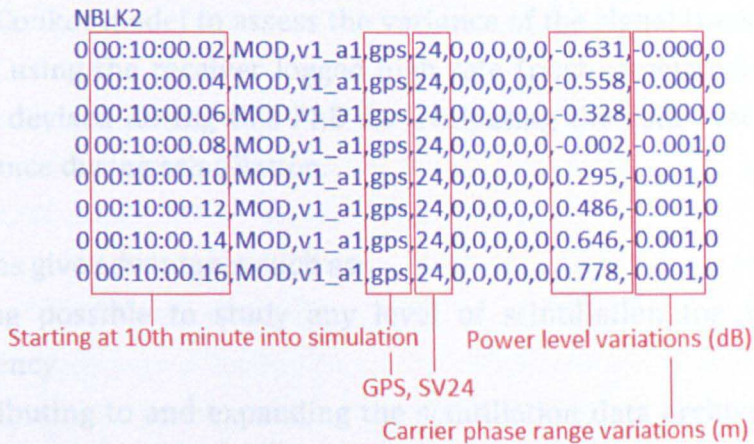 NBLK2
0 00:10:00.02,MOD,v1_a1,gps,24,0,0,0,0,0,-0.631,-0.000,0
0 00:10:00.04,MOD,v1_a1,gps,24,0,0,0,0,0,-0.558,-0.000,0
0 00:10:00.06,MOD,v1_a1,gps,24,0,0,0,0,0,-0.328,-0.000,0
0 00:10:00.08,MOD,v1_a1,gps,24,0,0,0,0,0,-0.002,-0.001,0
0 00:10:00.10,MOD,v1_a1,gps,24,0,0,0,0,0,0.295,-0.001,0
0 00:10:00.12,MOD,v1_a1,gps,24,0,0,0,0,0,0.486,-0.001,0
0 00:10:00.14,MOD,v1_a1,gps,24,0,0,0,0,0,0.646,-0.001,0
0 00:10:00.16,MOD,v1_a1,gps,24,0,0,0,0,0,0.778,-0.001,0
Starting at 10th minute into simulation Power level variations (dB)
GPS, SV24
Carrier phase range variations (m)